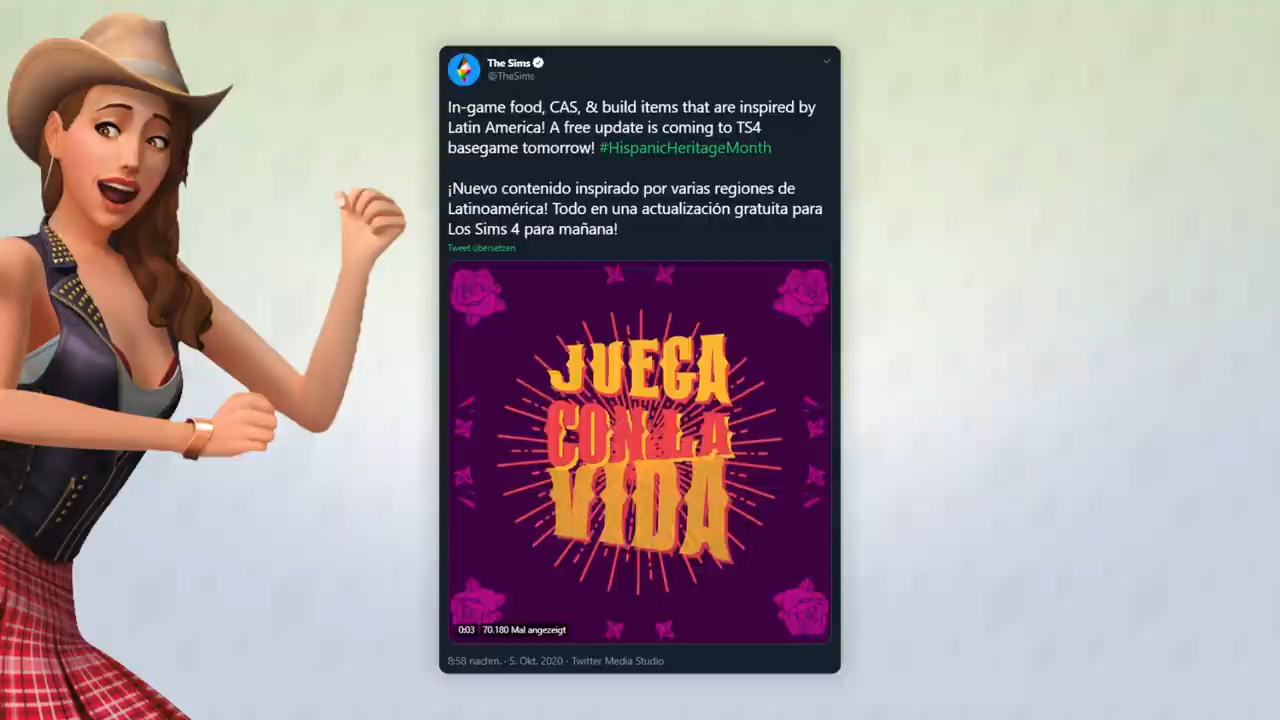 The Sims
@TheSims
In-game food, CAS, & build items that are inspired by
Latin America! A free update is coming to TS4
basegame tomorrow! #HispanicHeritageMonth
¡Nuevo contenido inspirado por varias regiones de
Latinoamérica! Todo en una actualización gratuita para
Los Sims 4 para mañana!
Tweet übersetzen
JUEGA
CON LA
VIDA
0:03 70.180 Mal angezeigt
8:58 nachm. · 5. Okt. 2020 · Twitter Media Studio